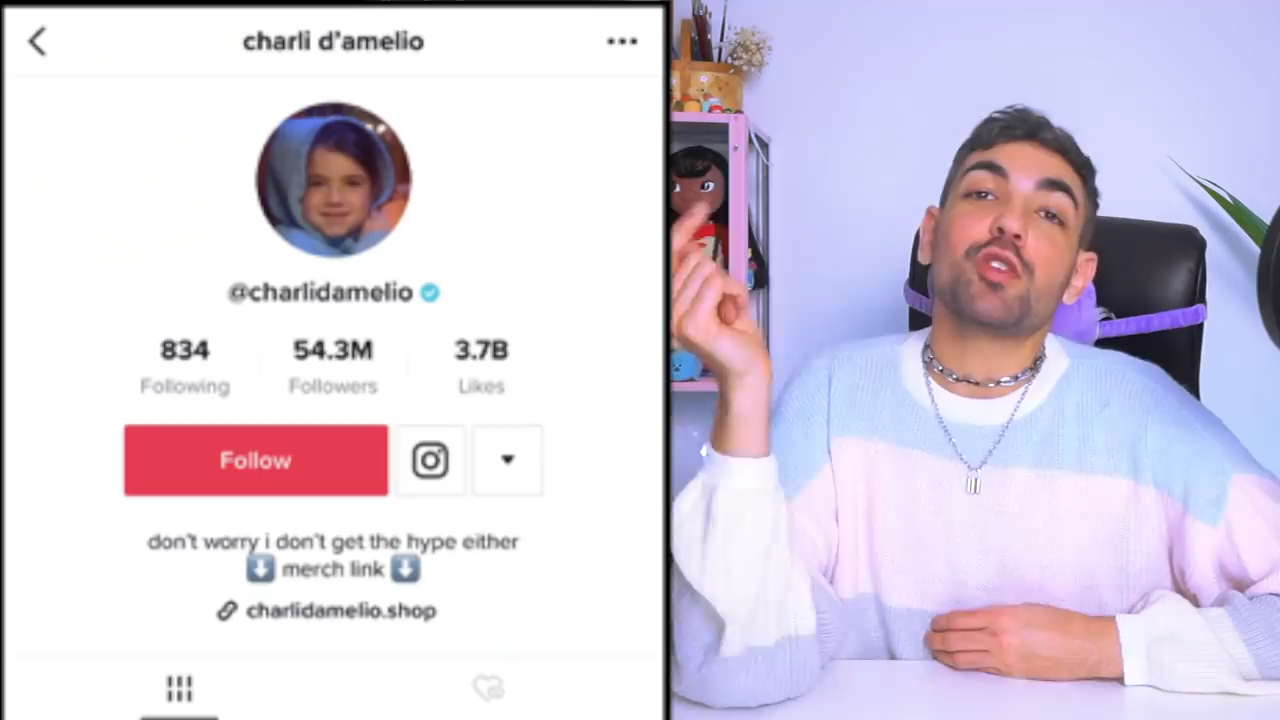 charli d'amelio
@charlidamelio
834 54.3M 3.7B
Following Followers Likes
Follow
don't worry i don't get the hype either
merch link
charlidamelio.shop